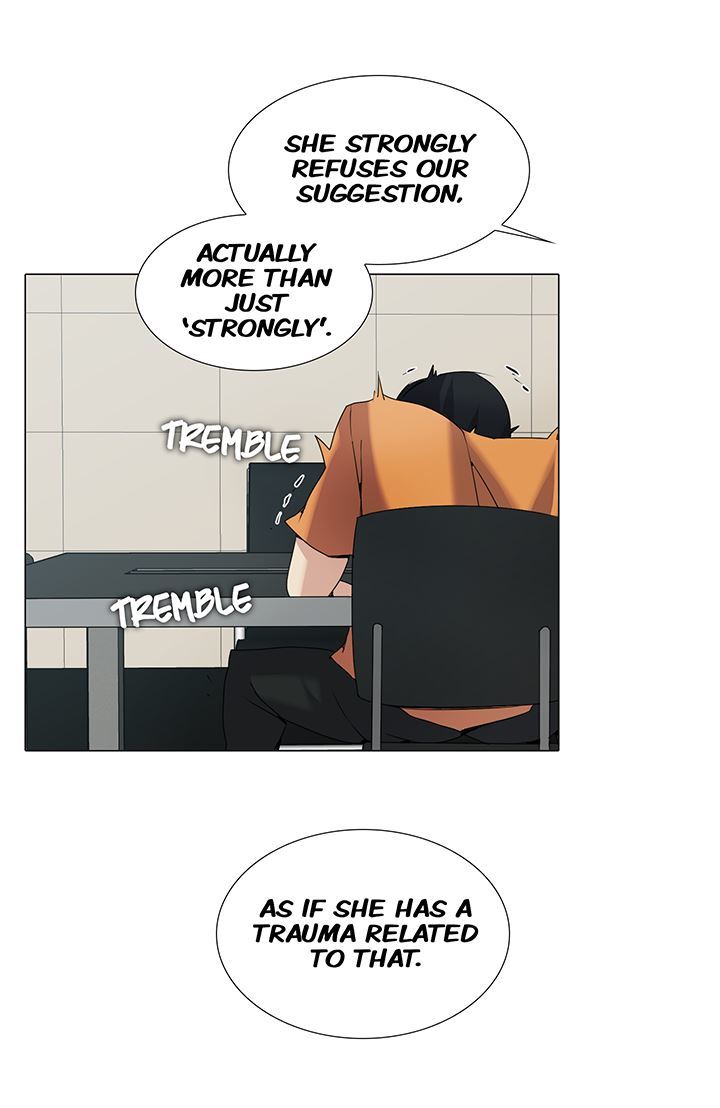 SHE STRONGLY
REFUSES OUR
SUGGESTION.
ACTUALLY
MORE THAN
JUST
'STRONGLY'.
TREMBLE
TREMBLE
AS IF SHE HAS A
TRAUMA RELATED
TO THAT.